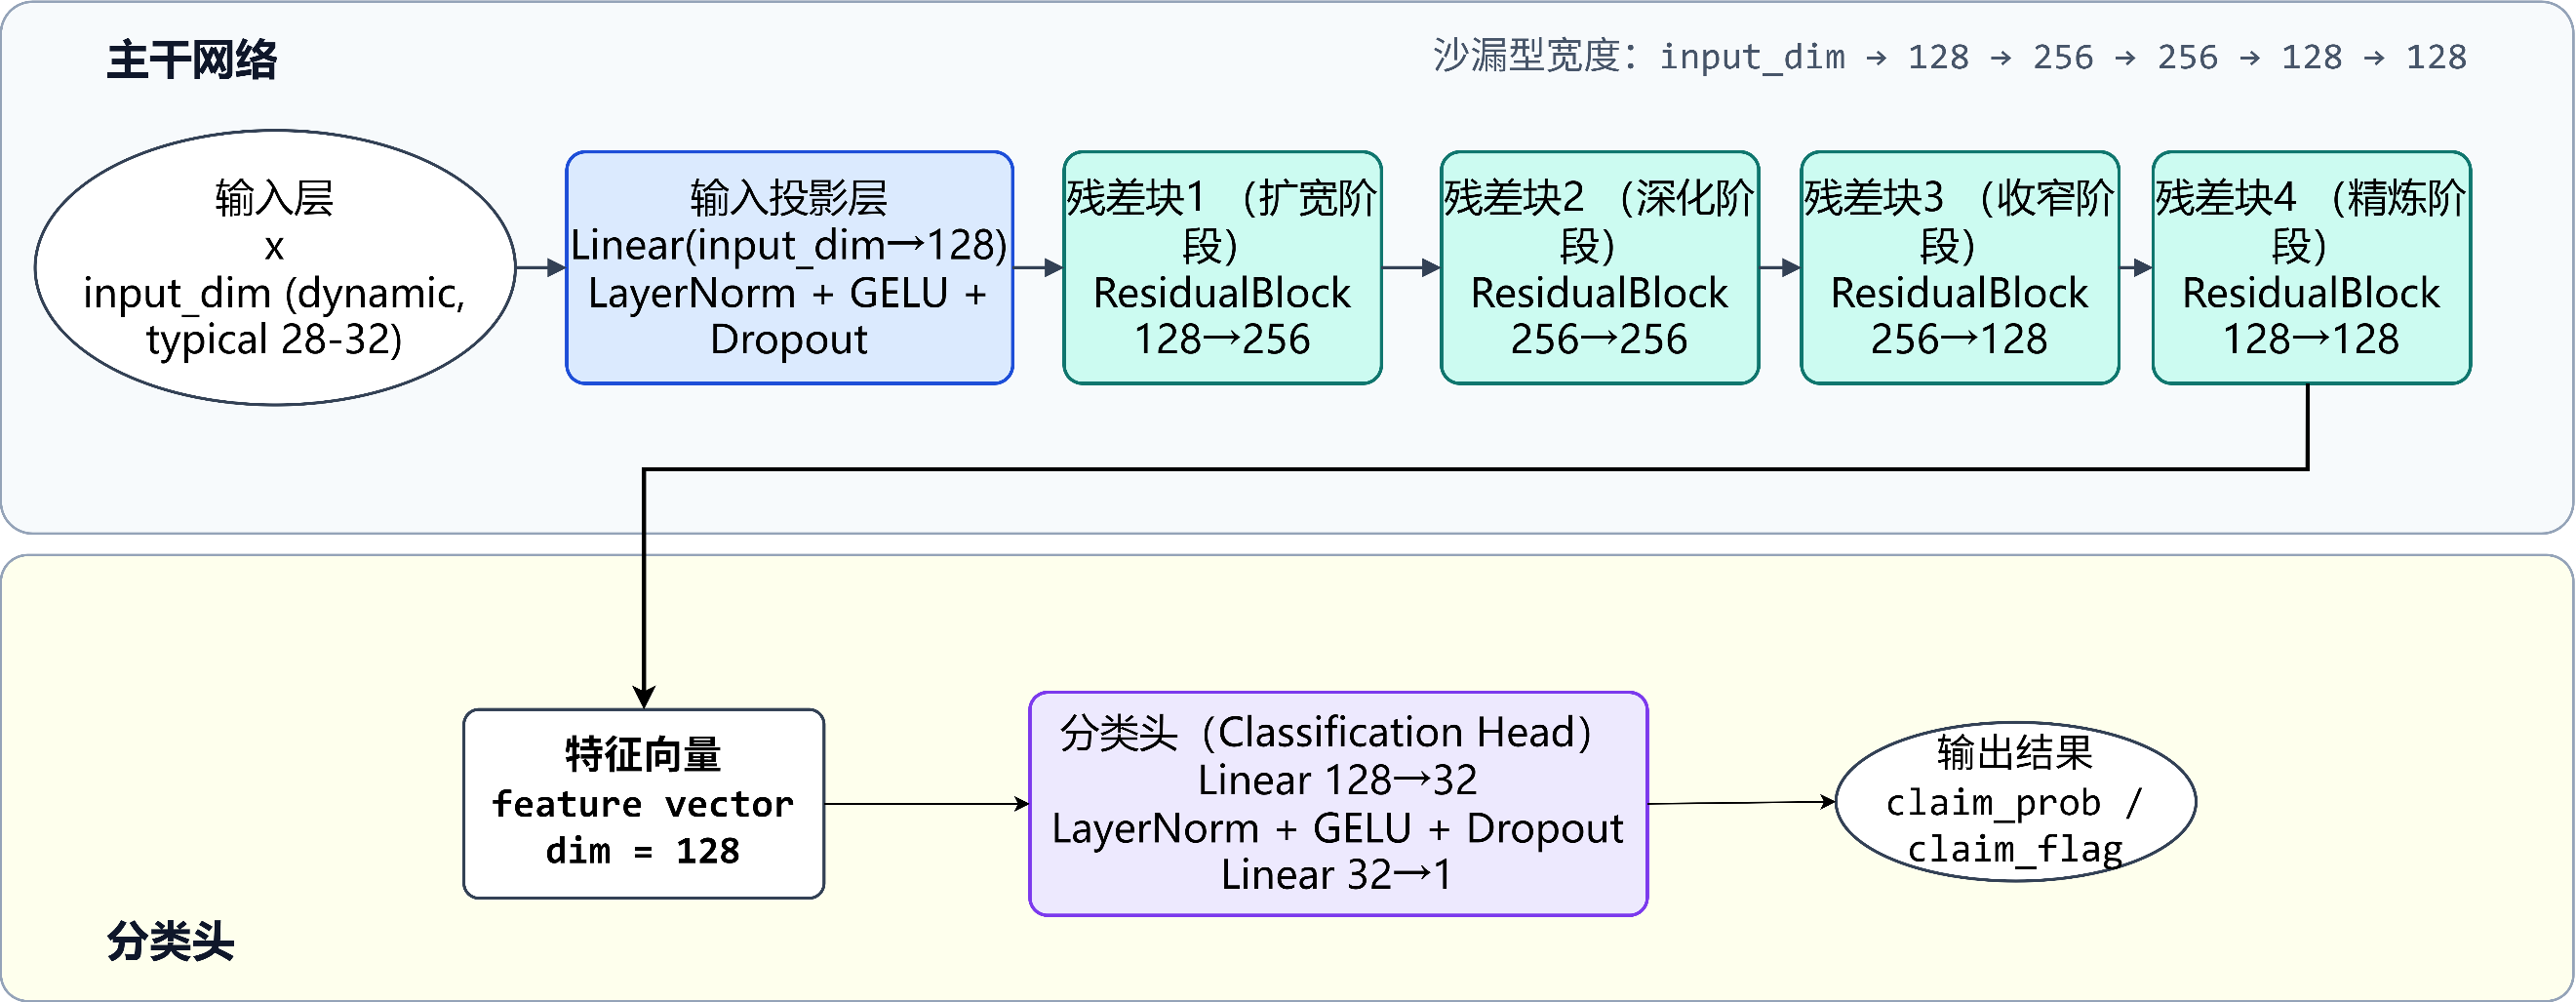 主干网络
沙漏型宽度：input_dim → 128 → 256 → 256 → 128 → 128
输入层
x
input_dim (dynamic,
typical 28-32)
输入投影层
Linear(input_dim→128)
LayerNorm + GELU +
Dropout
残差块1 （扩宽阶
段）
ResidualBlock
128→256
残差块2 （深化阶
段）
ResidualBlock
256→256
残差块3 （收窄阶
段）
ResidualBlock
256→128
残差块4 （精炼阶
段）
ResidualBlock
128→128
特征向量
feature vector
dim = 128
分类头（Classification Head）
Linear 128→32
LayerNorm + GELU + Dropout
Linear 32→1
输出结果
claim_prob /
claim_flag
分类头